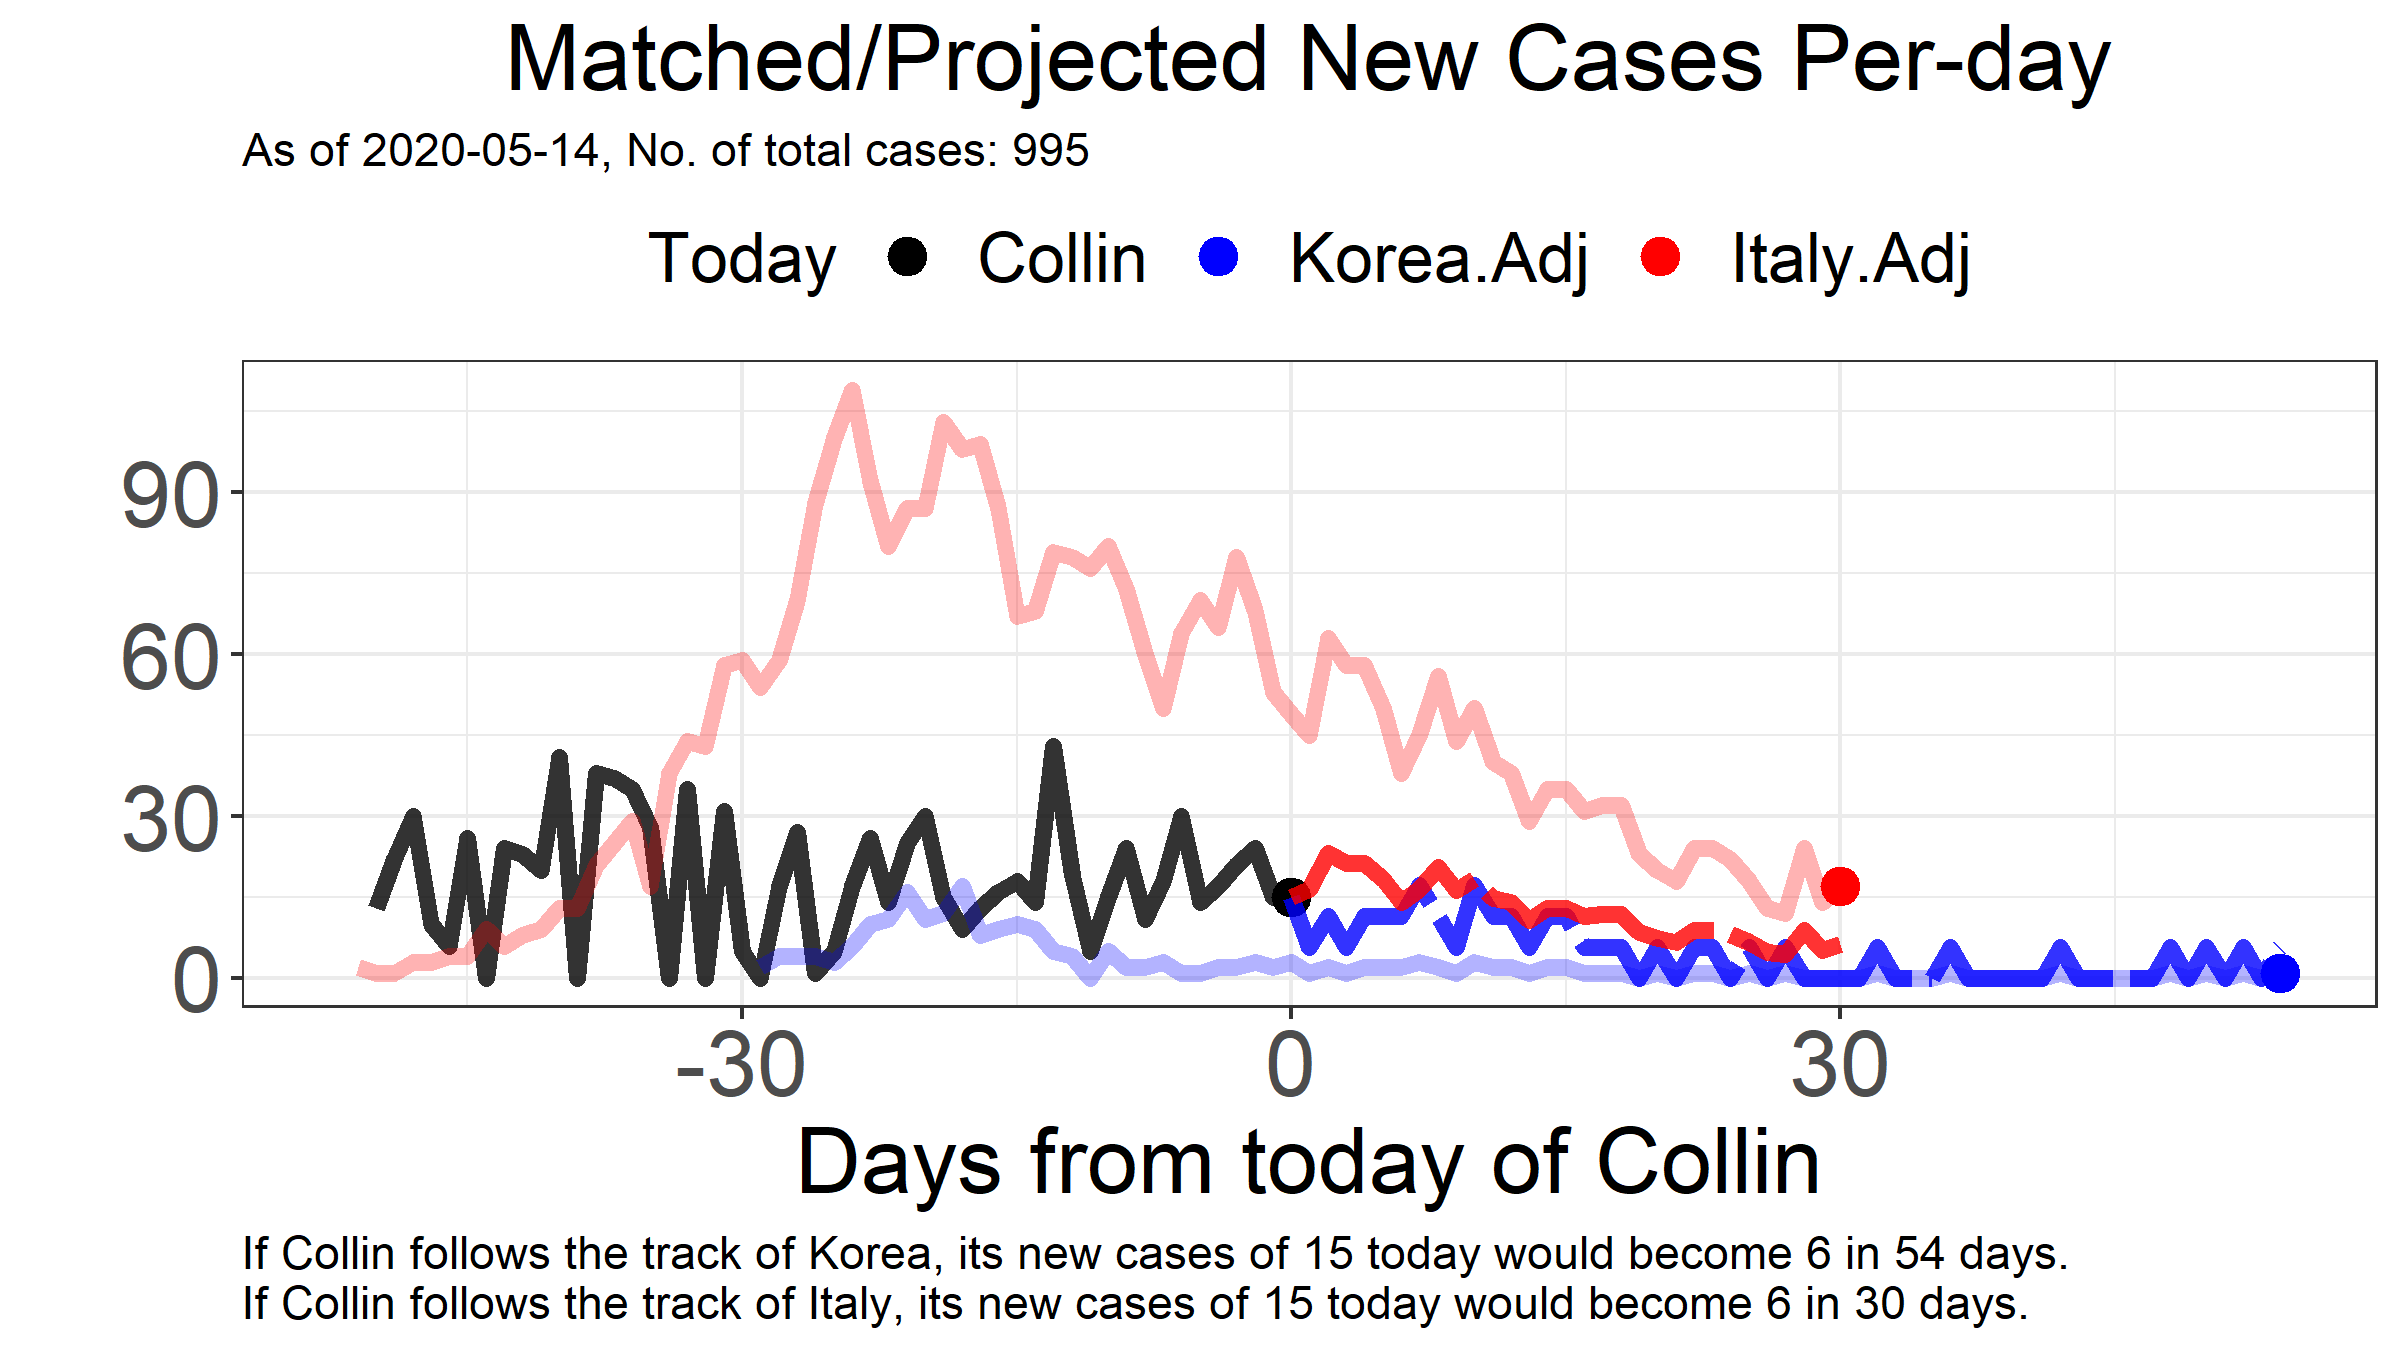 Matched/Projected New Cases Per-day
As of 2020-05-14, No. of total cases: 995
Today Collin Korea.Adj Italy.Adj
90
60
30
0
-30 0 30
Days from today of Collin
If Collin follows the track of Korea, its new cases of 15 today would become 6 in 54 days.
If Collin follows the track of Italy, its new cases of 15 today would become 6 in 30 days.